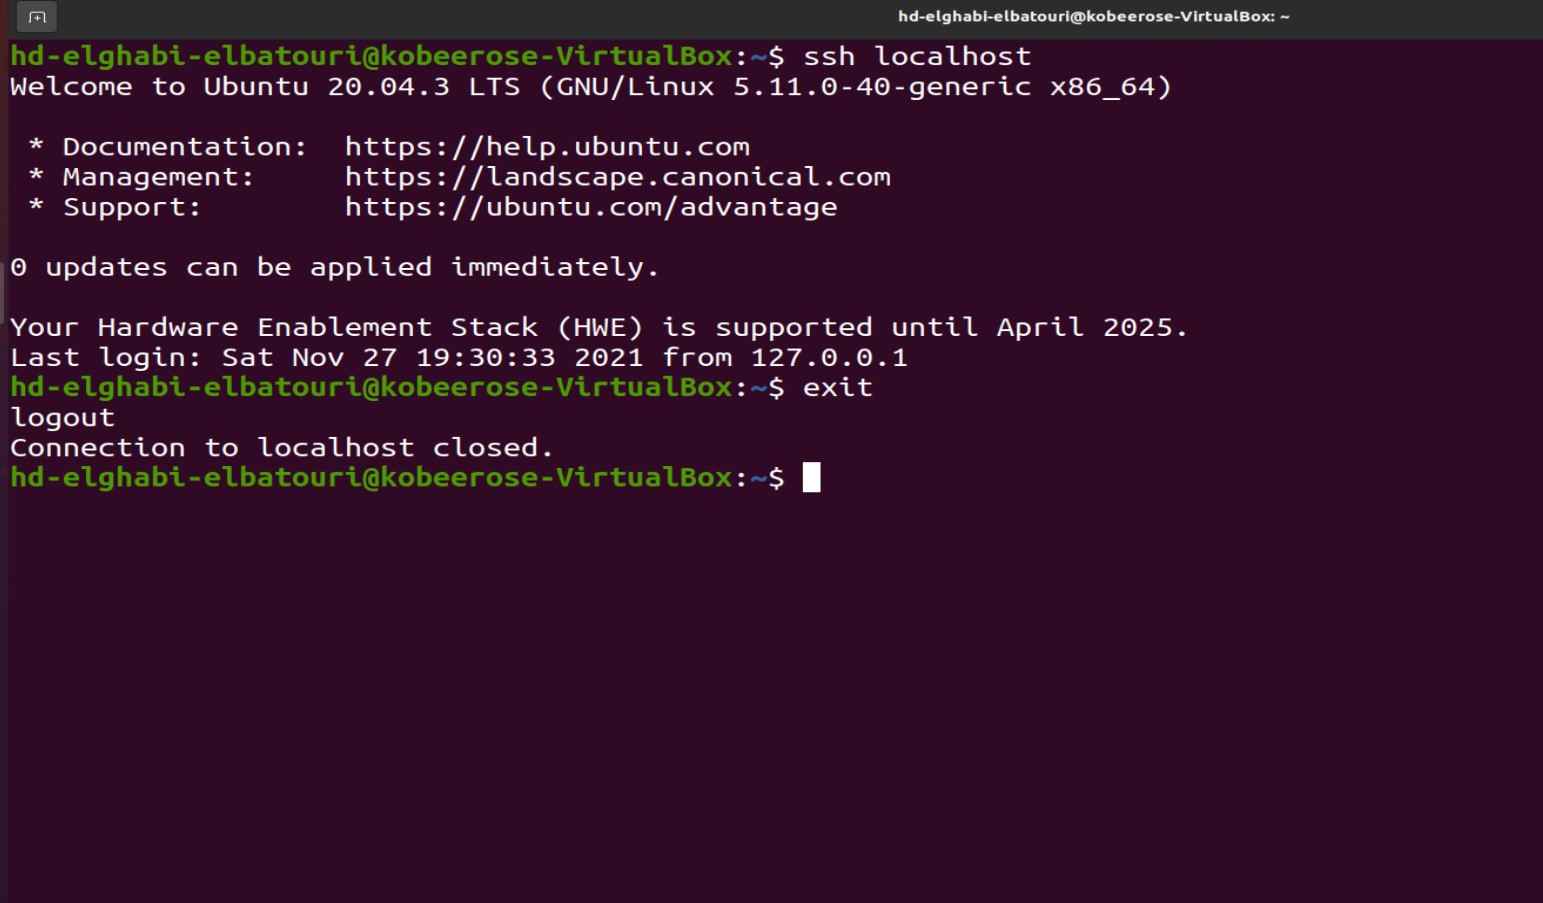 hd-elghabi-elbatouri@kobeerose-VirtualBox: ~
hd-elghabi-elbatouri@kobeerose-VirtualBox:~$ ssh localhost
Welcome to Ubuntu 20.04.3 LTS (GNU/Linux 5.11.0-40-generic x86_64)
* Documentation:  https://help.ubuntu.com
* Management:     https://landscape.canonical.com
* Support:        https://ubuntu.com/advantage
0 updates can be applied immediately.
Your Hardware Enablement Stack (HWE) is supported until April 2025.
Last login: Sat Nov 27 19:30:33 2021 from 127.0.0.1
hd-elghabi-elbatouri@kobeerose-VirtualBox:~$ exit
logout
Connection to localhost closed.
hd-elghabi-elbatouri@kobeerose-VirtualBox:~$